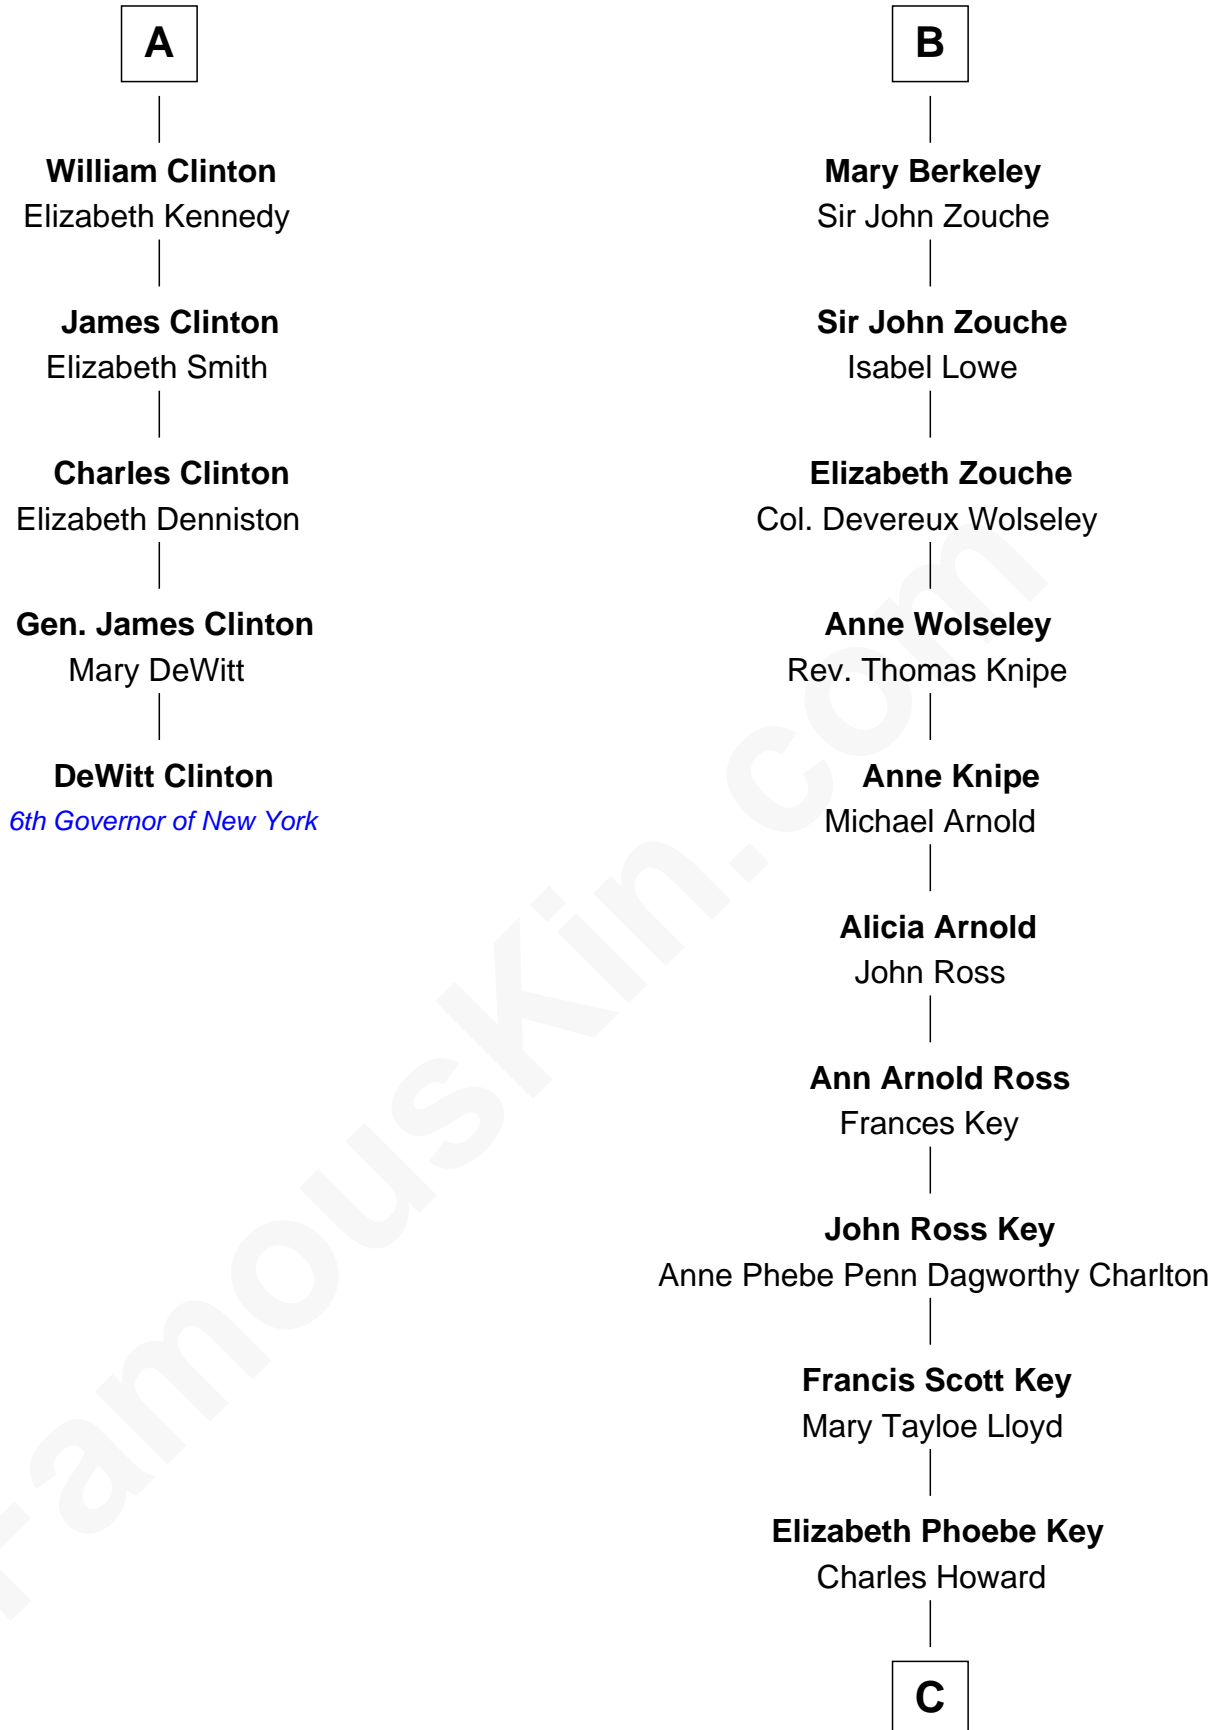 A
William Clinton
Elizabeth Kennedy
James Clinton
Elizabeth Smith
Charles Clinton
Elizabeth Denniston
Gen. James Clinton
Mary DeWitt
DeWitt Clinton
6th Governor of New York
B
Mary Berkeley
Sir John Zouche
Sir John Zouche
Isabel Lowe
Elizabeth Zouche
Col. Devereux Wolseley
Anne Wolseley
Rev. Thomas Knipe
Anne Knipe
Michael Arnold
Alicia Arnold
John Ross
Ann Arnold Ross
Frances Key
John Ross Key
Anne Phebe Penn Dagworthy Charlton
Francis Scott Key
Mary Tayloe Lloyd
Elizabeth Phoebe Key
Charles Howard
C
FamousKin.com